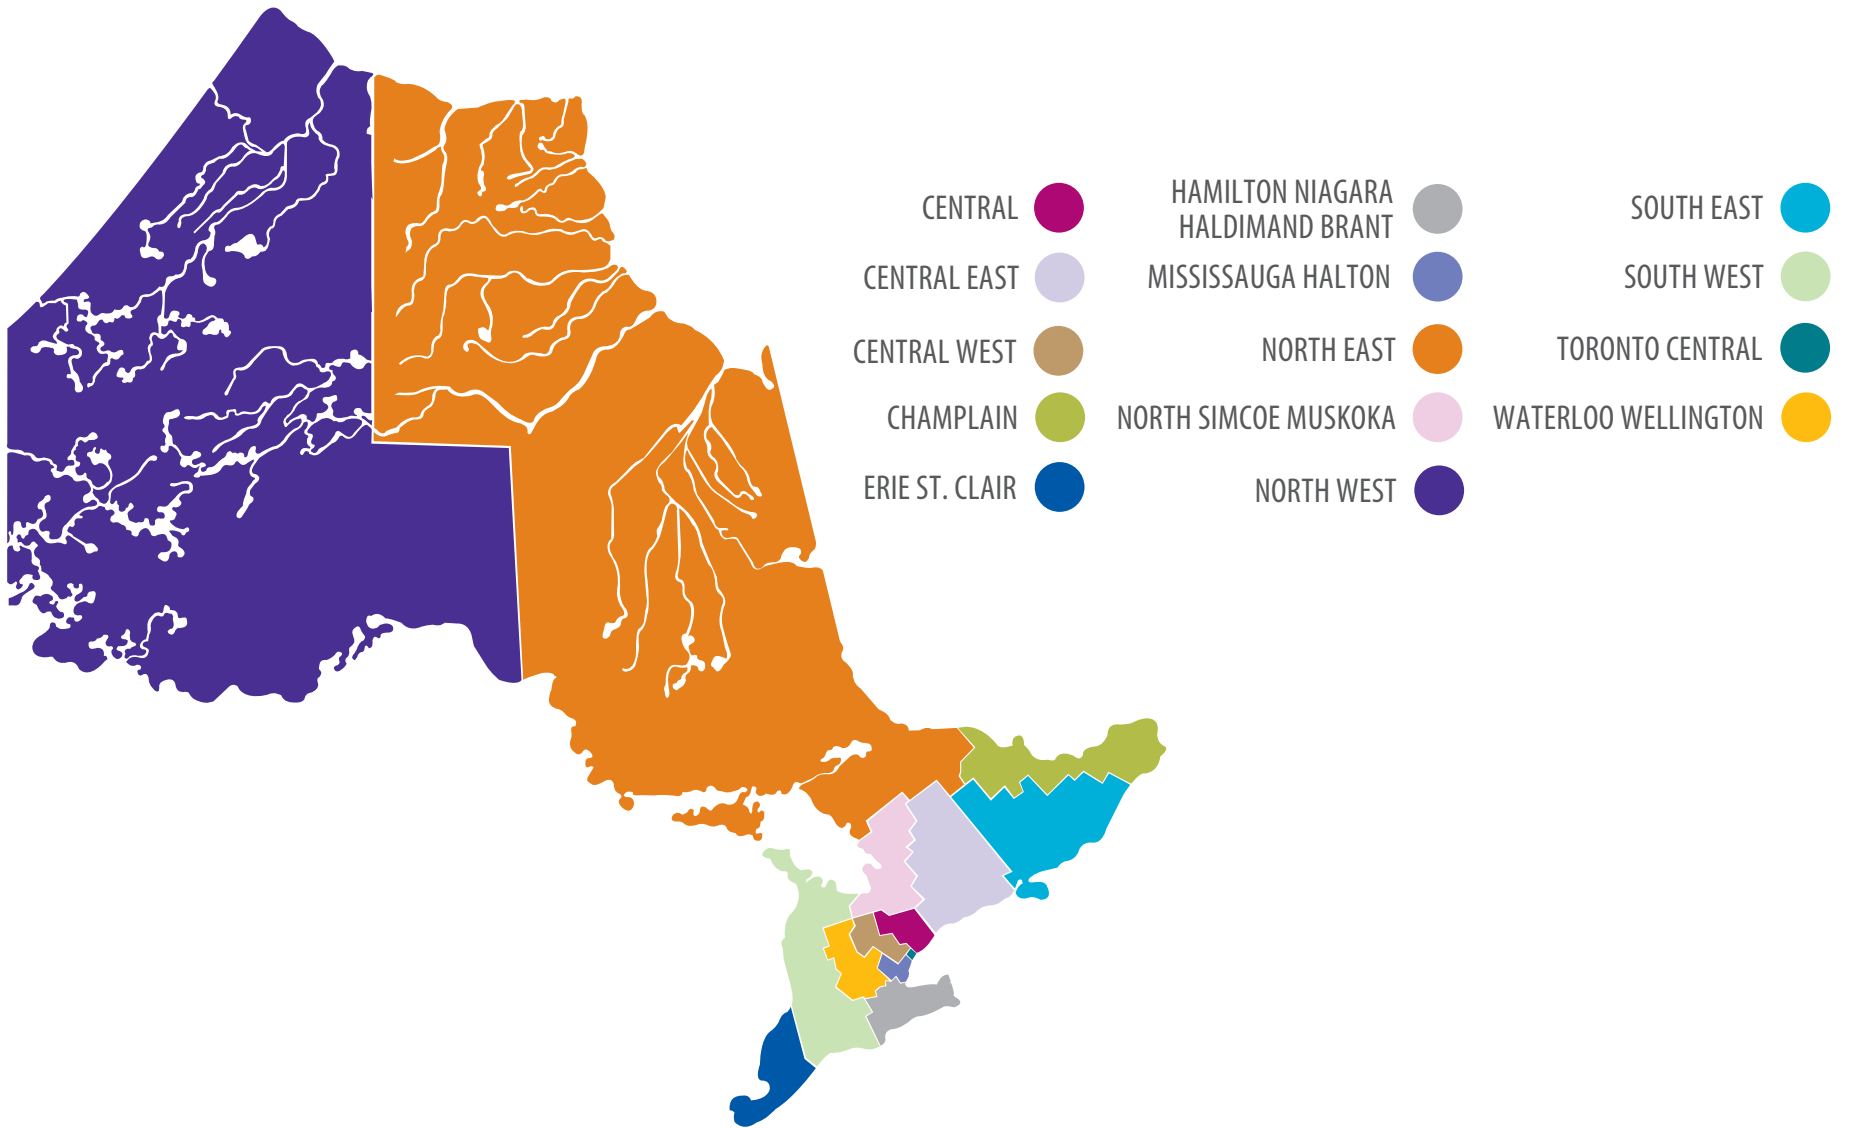 CENTRAL
CENTRAL EAST
CENTRAL WEST
CHAMPLAIN
ERIE ST. CLAIR
HAMILTON NIAGARA
HALDIMAND BRANT
MISSISSAUGA HALTON
NORTH EAST
NORTH SIMCOE MUSKOKA
NORTH WEST
SOUTH EAST
SOUTH WEST
TORONTO CENTRAL
WATERLOO WELLINGTON